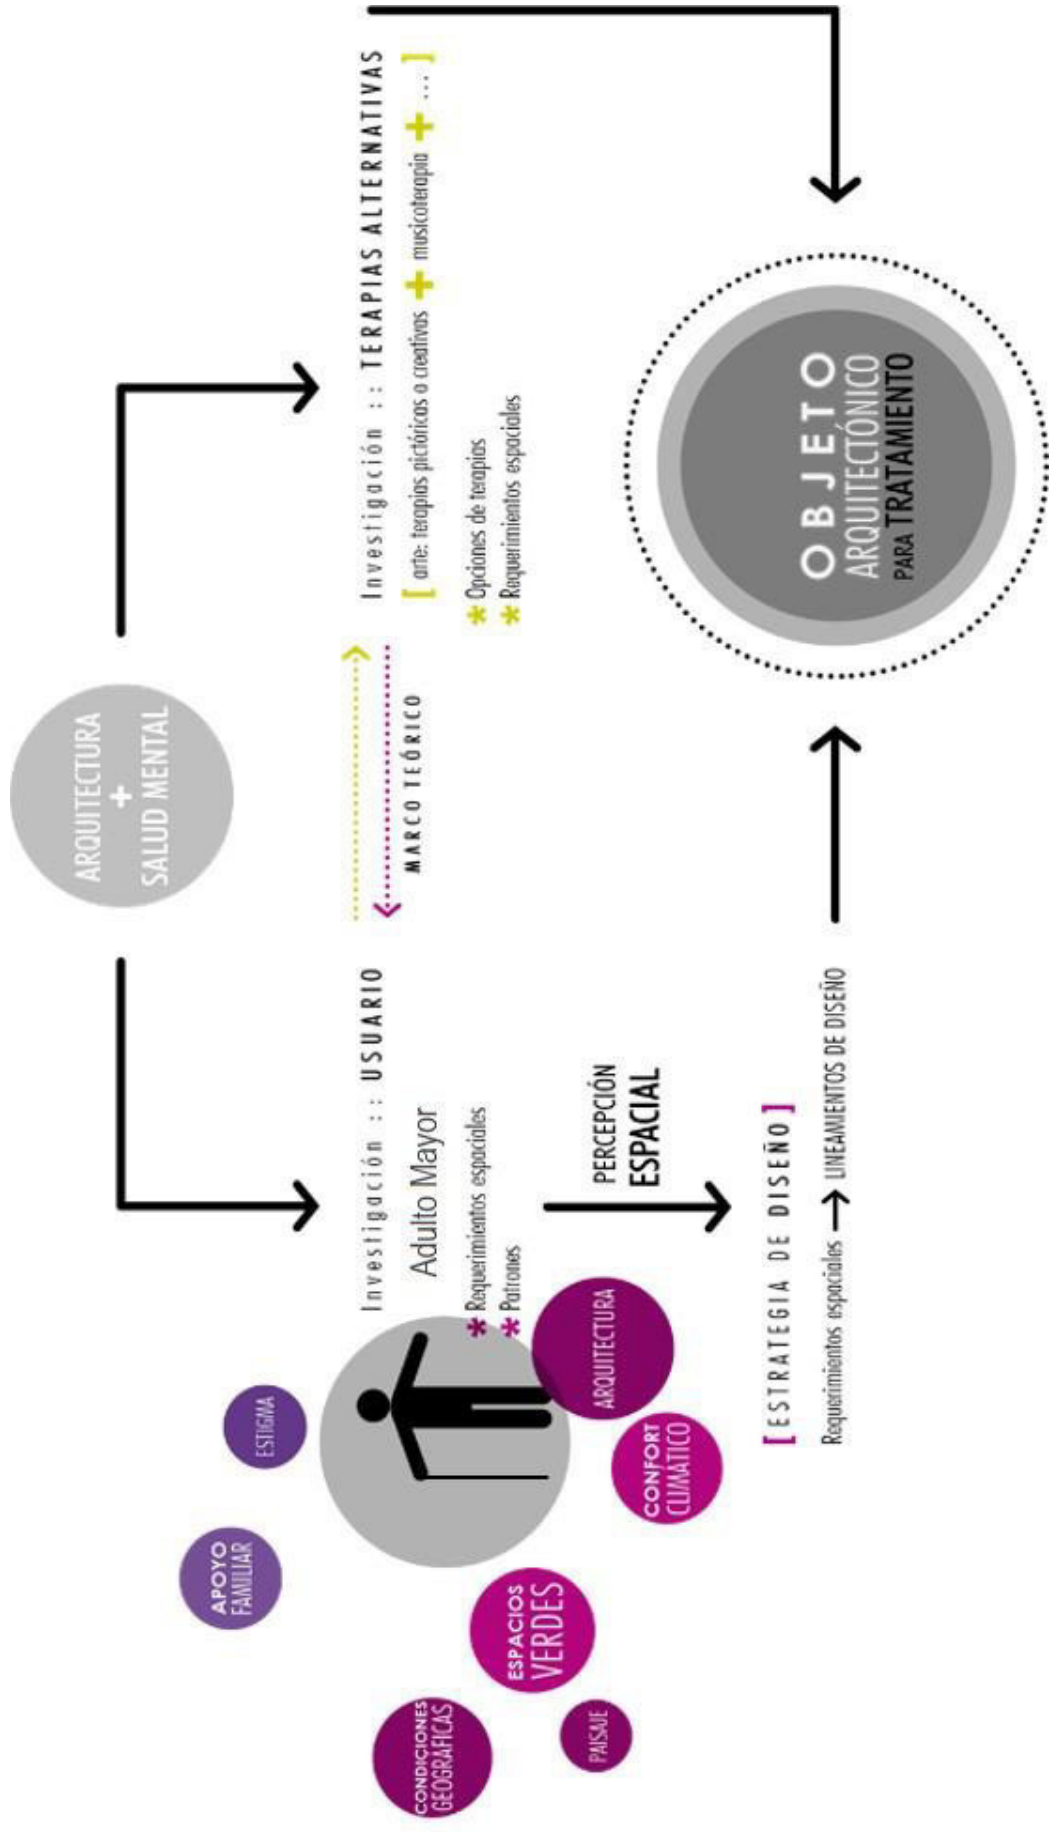 ARQUITECTURA
+
SALUD MENTAL
Investigación :: USUARIO
Adulto Mayor
* Requerimientos espaciales
* Patrones
ESTIGMA
APOYO
FAMILIAR
CONDICIONES
GEOGRÁFICAS
ESPACIOS
VERDES
PAISAJE
CONFORT
CLIMÁTICO
ARQUITECTURA
MARCO TEÓRICO
Investigación :: TERAPIAS ALTERNATIVAS
[ arte: terapias pictóricas o creativas + musicoterapia + ... ]
* Opciones de terapias
* Requerimientos espaciales
PERCEPCIÓN
ESPACIAL
[ESTRATEGIA DE DISEÑO]
Requerimientos espaciales → LINEAMIENTOS DE DISEÑO
OBJETO
ARQUITECTÓNICO
PARA TRATAMIENTO